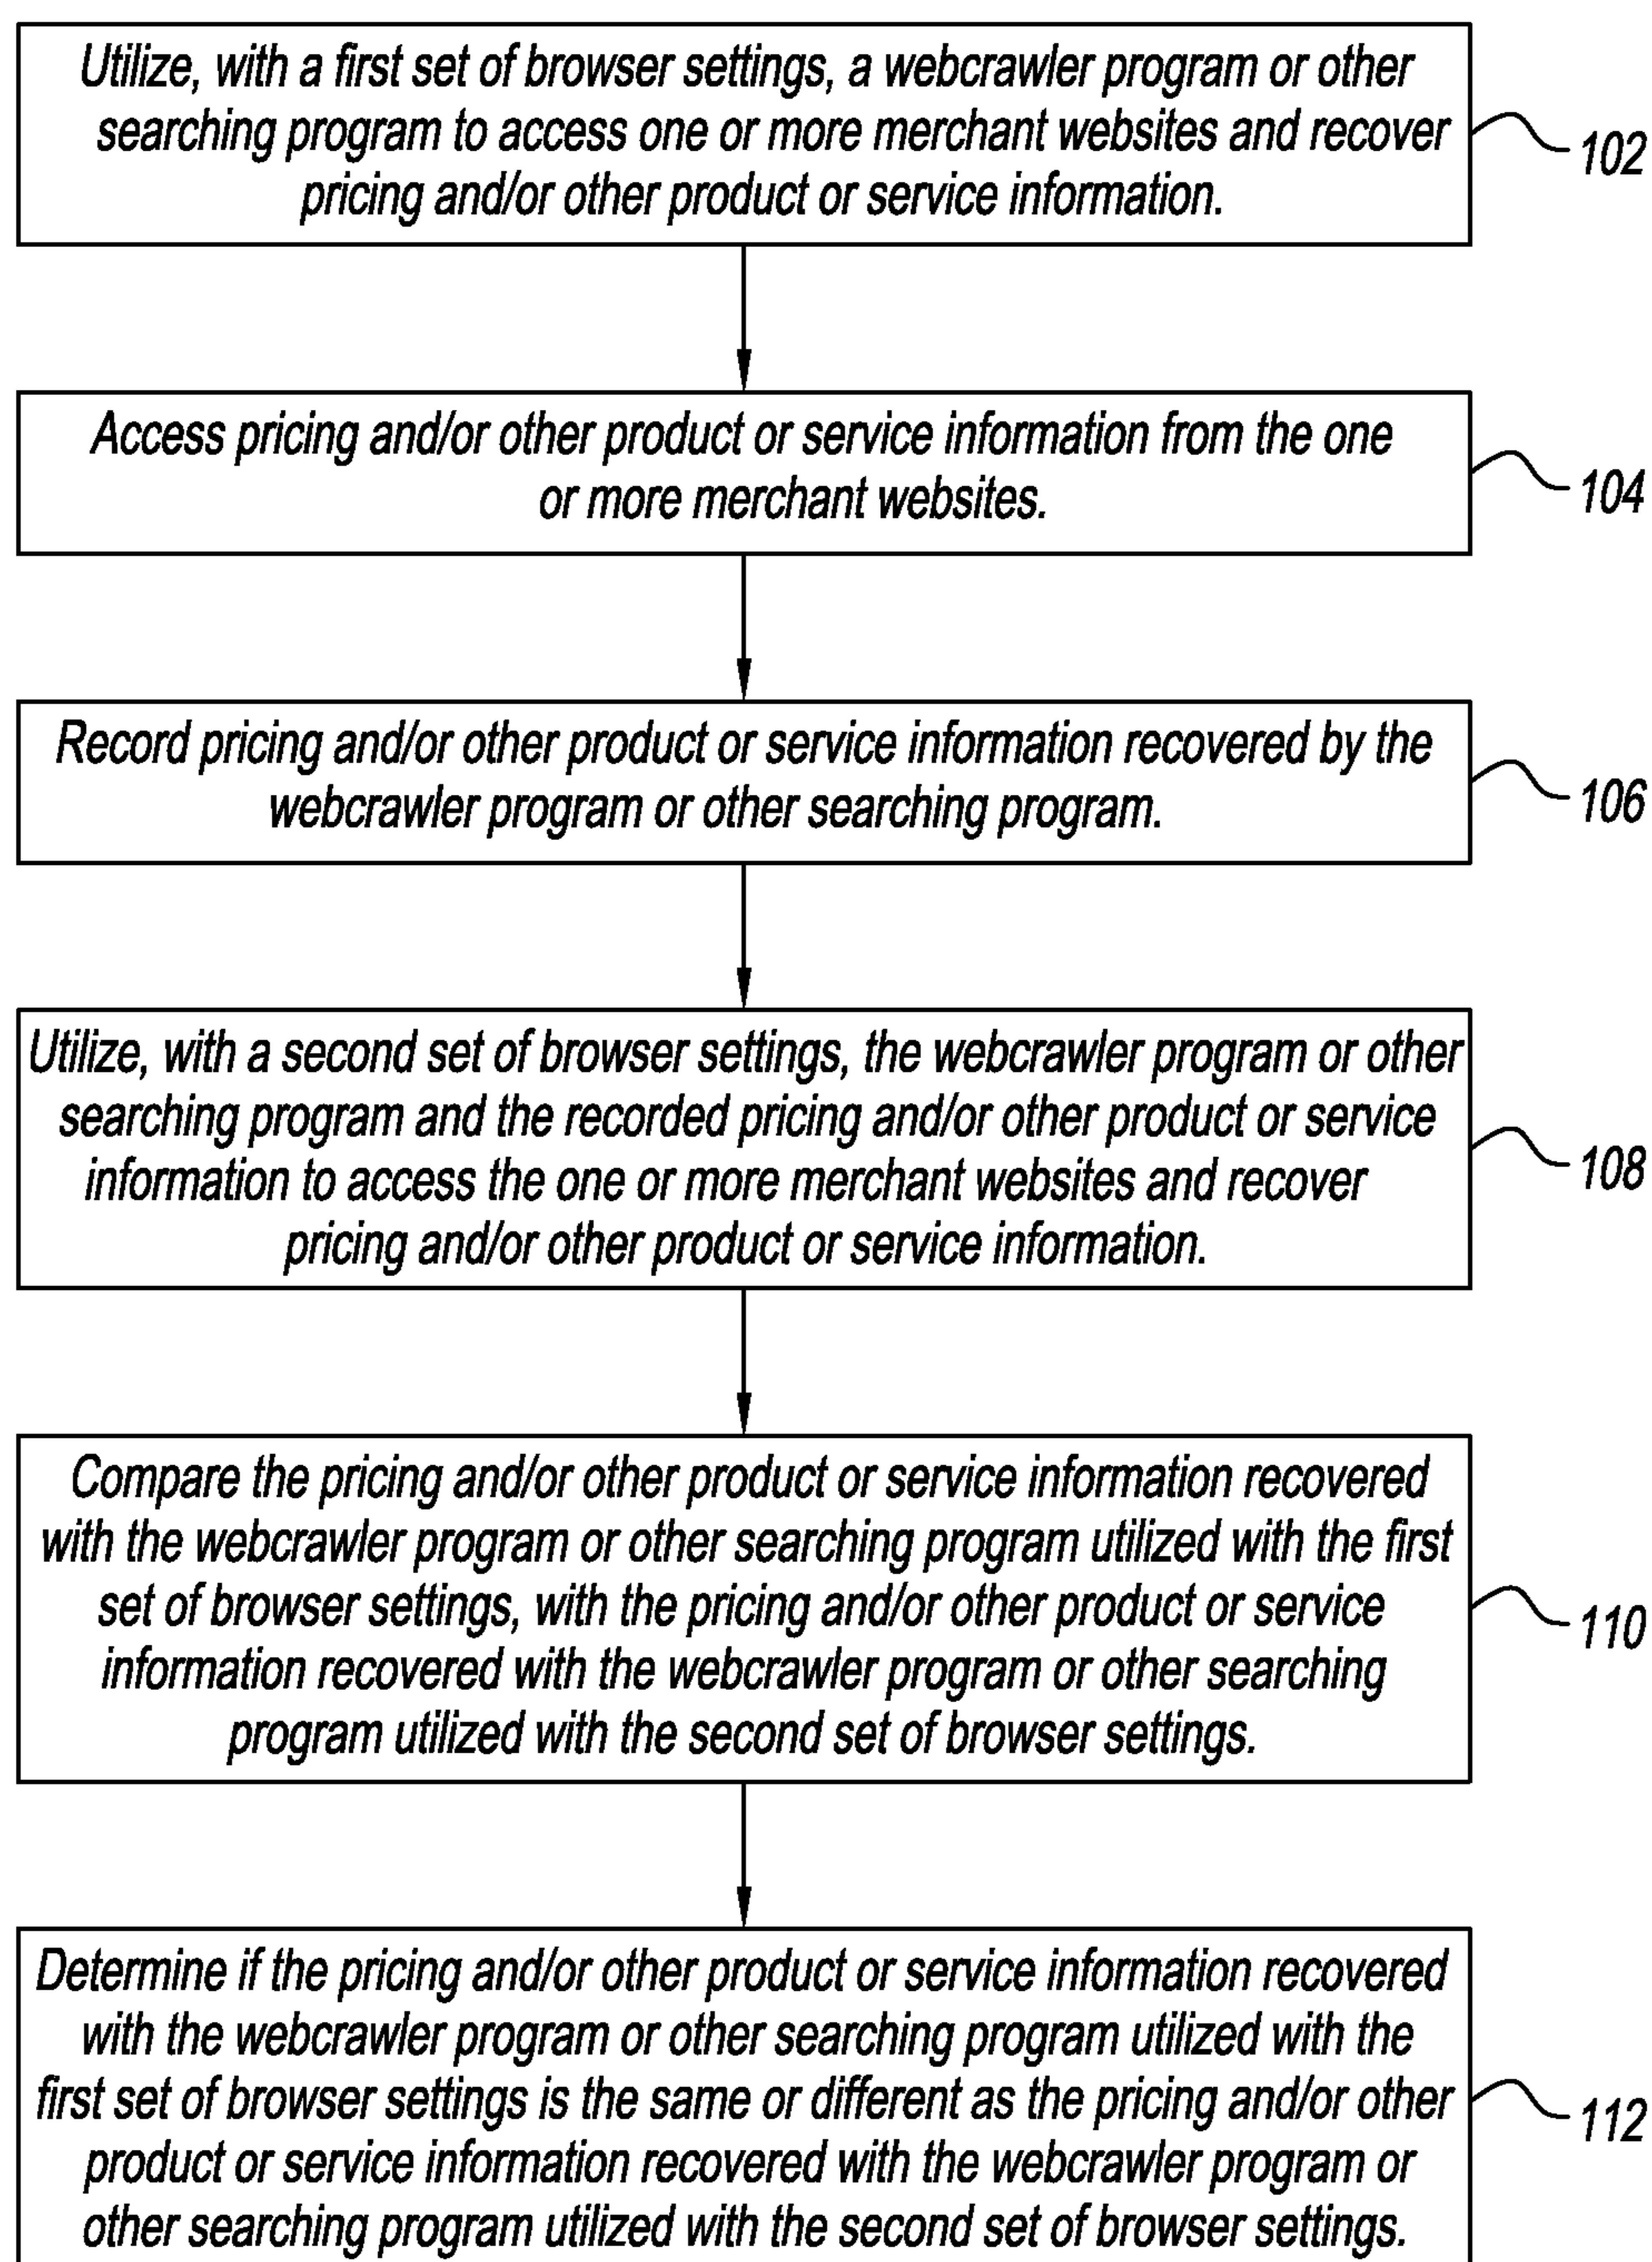 Utilize, with a first set of browser settings, a webcrawler program or other
searching program to access one or more merchant websites and recover
pricing and/or other product or service information.
102
Access pricing and/or other product or service information from the one
or more merchant websites.
104
Record pricing and/or other product or service information recovered by the
webcrawler program or other searching program.
106
Utilize, with a second set of browser settings, the webcrawler program or other
searching program and the recorded pricing and/or other product or service
information to access the one or more merchant websites and recover
pricing and/or other product or service information.
108
Compare the pricing and/or other product or service information recovered
with the webcrawler program or other searching program utilized with the first
set of browser settings, with the pricing and/or other product or service
information recovered with the webcrawler program or other searching
program utilized with the second set of browser settings.
110
Determine if the pricing and/or other product or service information recovered
with the webcrawler program or other searching program utilized with the
first set of browser settings is the same or different as the pricing and/or other
product or service information recovered with the webcrawler program or
other searching program utilized with the second set of browser settings.
112